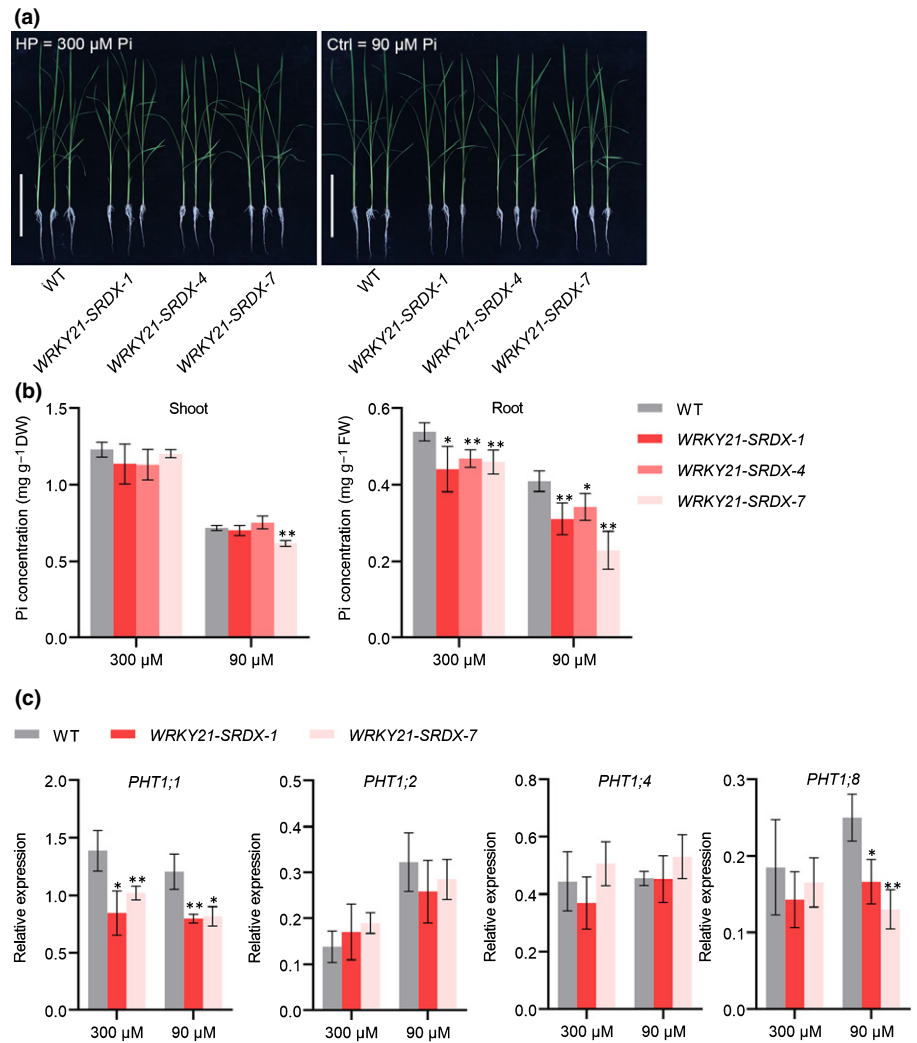 (a)
HP = 300 µM Pi
Ctrl = 90 µM Pi
WT
WRKY21-SRDX-1
WRKY21-SRDX-4
WRKY21-SRDX-7
WT
WRKY21-SRDX-1
WRKY21-SRDX-4
WRKY21-SRDX-7
(b)
Shoot
Pi concentration (mg g–1 DW)
1.5
1.0
0.5
0.0
**
300 µM
90 µM
Root
Pi concentration (mg g–1 FW)
0.6
0.4
0.2
0.0
*
**
**
**
*
**
300 µM
90 µM
WT
WRKY21-SRDX-1
WRKY21-SRDX-4
WRKY21-SRDX-7
(c)
WT
WRKY21-SRDX-1
WRKY21-SRDX-7
PHT1;1
Relative expression
2.0
1.5
1.0
0.5
0.0
*
**
**
*
300 µM
90 µM
PHT1;2
Relative expression
0.5
0.4
0.3
0.2
0.1
0.0
300 µM
90 µM
PHT1;4
Relative expression
0.8
0.6
0.4
0.2
0.0
300 µM
90 µM
PHT1;8
Relative expression
0.3
0.2
0.1
0
*
**
300 µM
90 µM